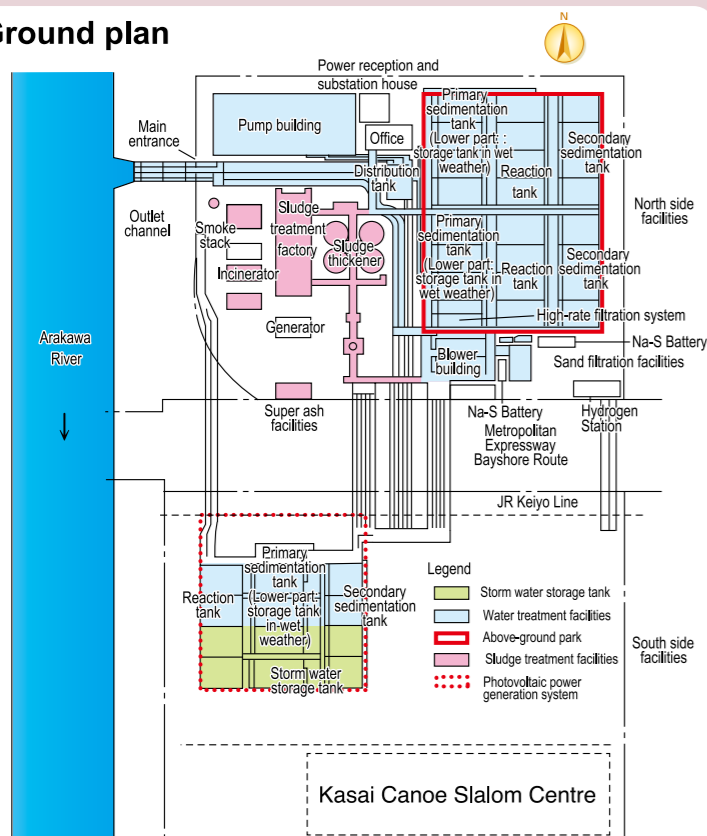 Ground plan
N
Power reception and
substation house
Main
entrance
Pump building
Office
Primary
sedimentation
tank
(Lower part: :
storage tank in wet
weather)
Reaction
tank
Secondary
sedimentation
tank
Distribution
tank
Outlet
channel
Smoke
stack
Sludge
treatment
factory
Sludge
thickener
Incinerator
North side
facilities
Primary
sedimentation
tank
(Lower part:
storage tank in
wet weather)
Reaction
tank
Secondary
sedimentation
tank
High-rate filtration system
Generator
Arakawa
River
Blower
building
Na-S Battery
Sand filtration facilities
Super ash
facilities
Na-S Battery
Hydrogen
Station
Metropolitan
Expressway
Bayshore Route
JR Keiyo Line
Primary
sedimentation
tank
(Lower part:
storage tank
in wet
weather)
Reaction
tank
Secondary
sedimentation
tank
Storm water
storage tank
Legend
Storm water storage tank
Water treatment facilities
Above-ground park
Sludge treatment facilities
Photovoltaic power
generation system
South side
facilities
Kasai Canoe Slalom Centre